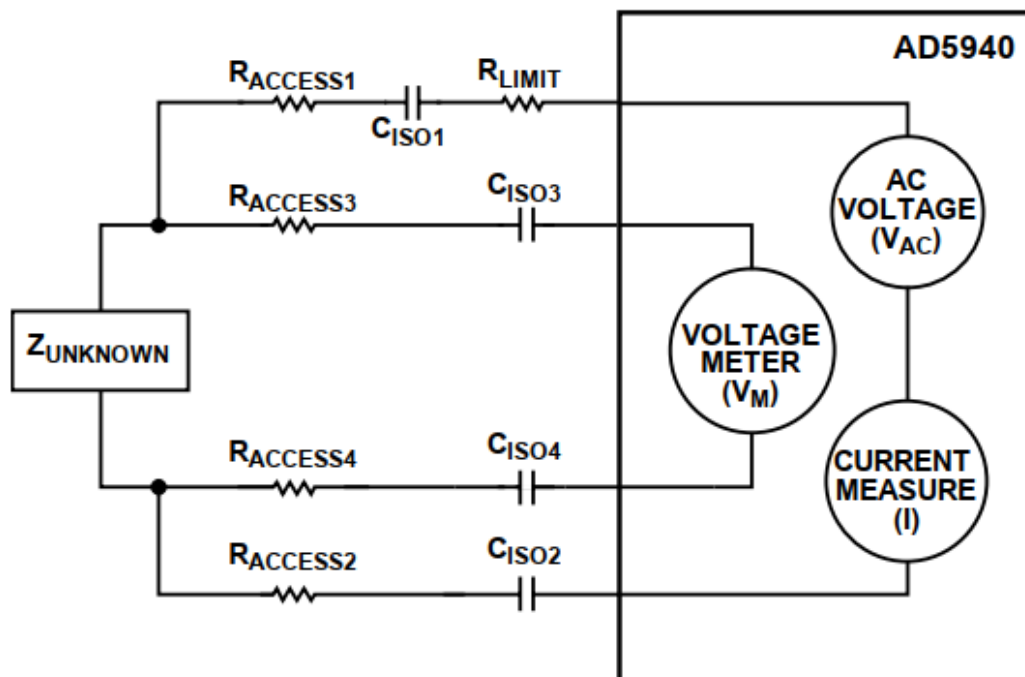 AD5940
RACCESS1
CISO1
RLIMIT
RACCESS3
CISO3
AC
VOLTAGE
(VAC)
ZUNKNOWN
VOLTAGE
METER
(VM)
RACCESS4
CISO4
CURRENT
MEASURE
(I)
RACCESS2
CISO2